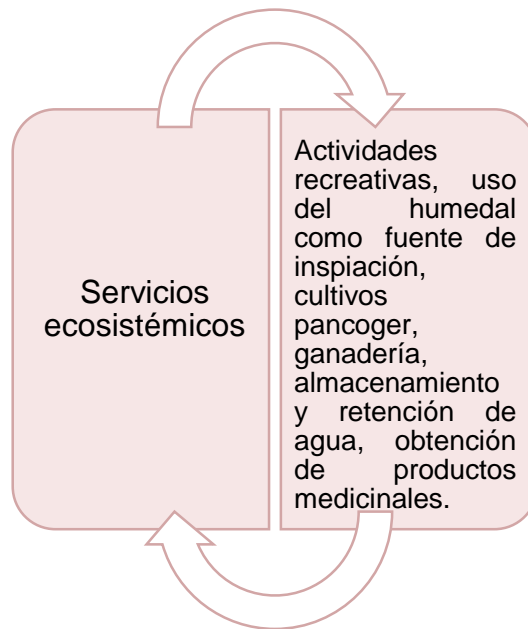 Servicios
ecosistémicos
Actividades
recreativas, uso
del humedal
como fuente de
inspiación,
cultivos
pancoger,
ganadería,
almacenamiento
y retención de
agua, obtención
de productos
medicinales.